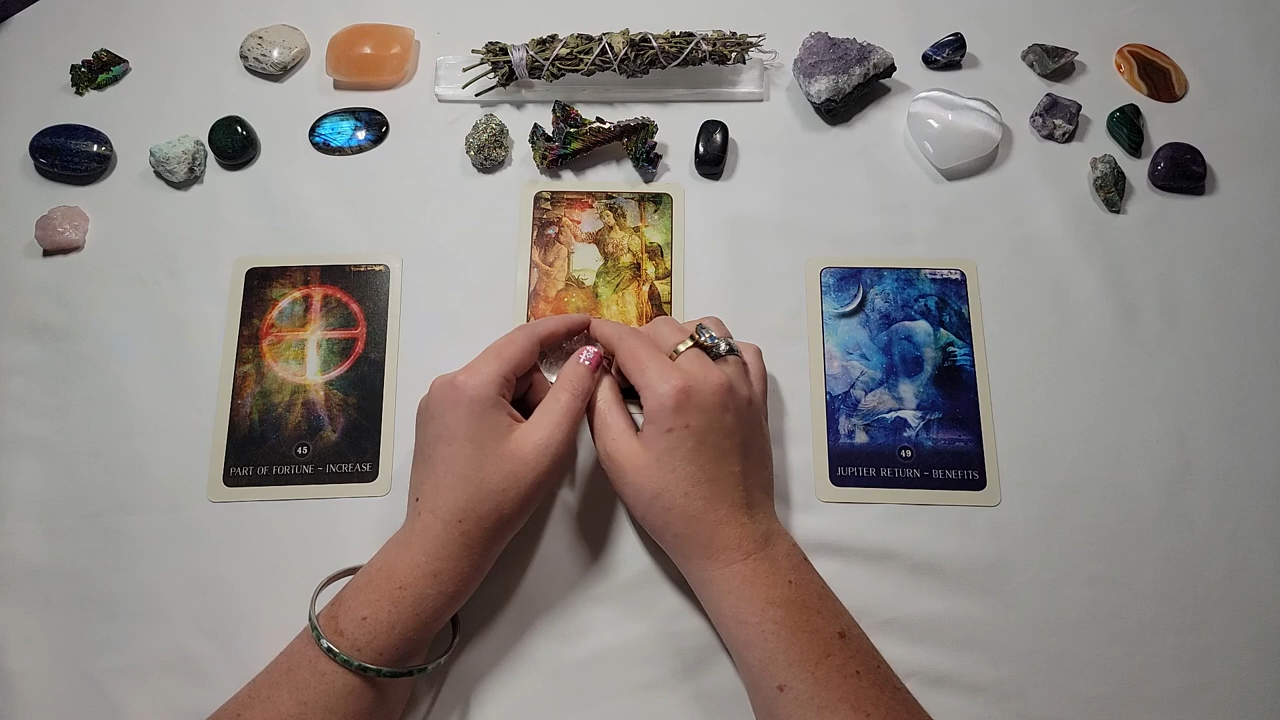 45
PART OF FORTUNE ~ INCREASE
49
JUPITER RETURN ~ BENEFITS